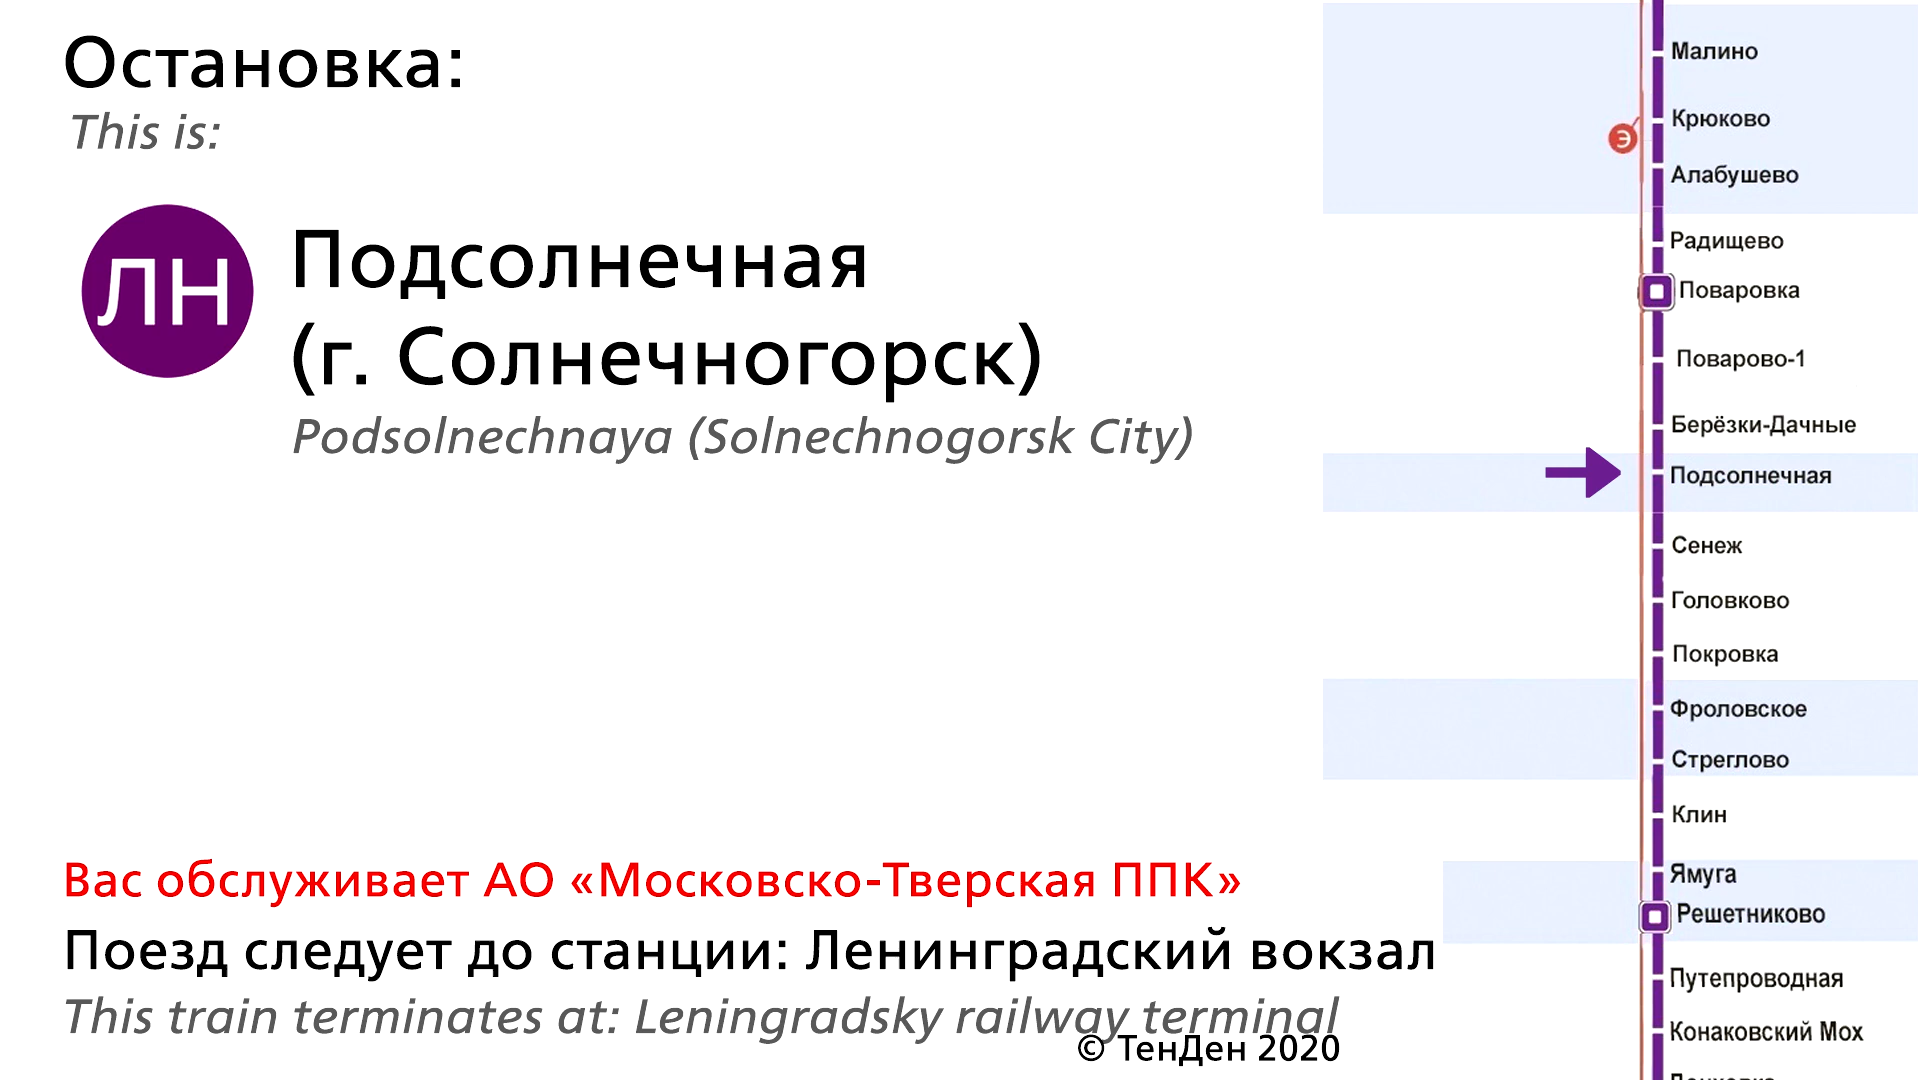 Остановка:
This is:
ЛН
Подсолнечная
(г. Солнечногорск)
Podsolnechnaya (Solnechnogorsk City)
Вас обслуживает АО «Московско-Тверская ППК»
Поезд следует до станции: Ленинградский вокзал
This train terminates at: Leningradsky railway terminal
© ТенДен 2020
Малино
Крюково
Э
Алабушево
Радищево
Поваровка
Поварово-1
Берёзки-Дачные
Подсолнечная
Сенеж
Головково
Покровка
Фроловское
Стреглово
Клин
Ямуга
Решетниково
Путепроводная
Конаковский Мох